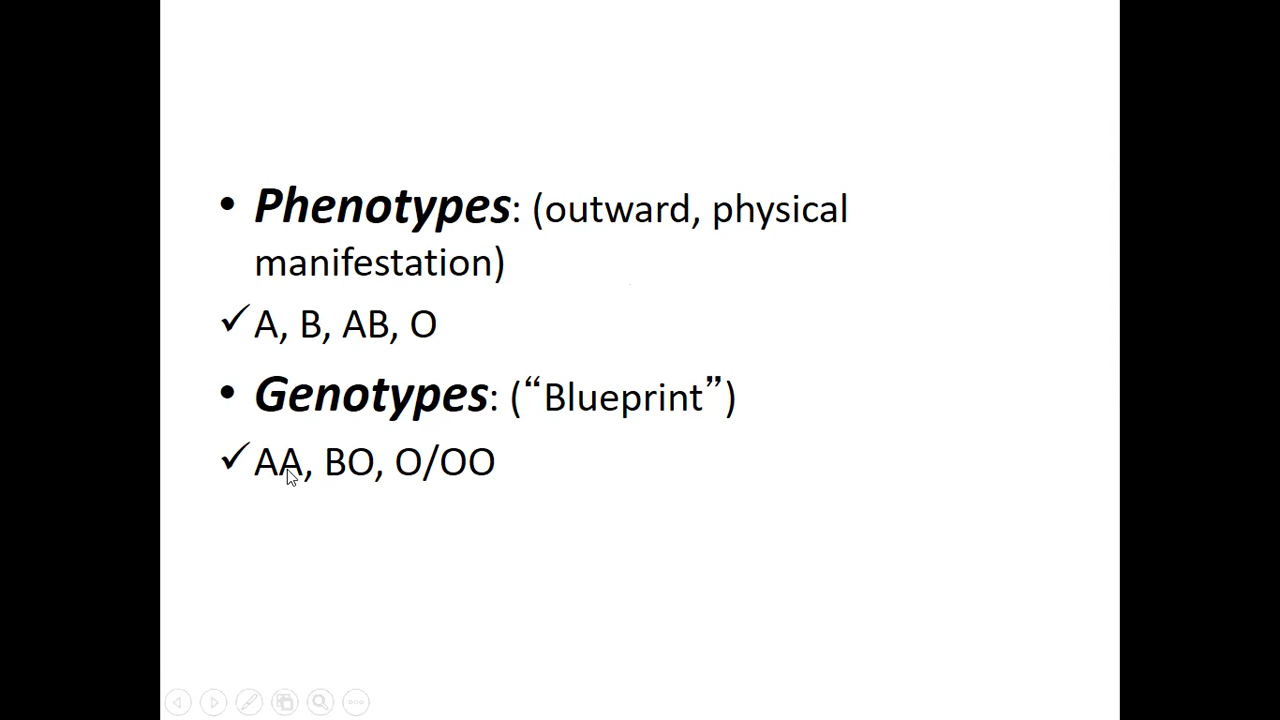 • Phenotypes: (outward, physical
manifestation)
✓ A, B, AB, O
• Genotypes: (“Blueprint”)
✓ AA, BO, O/OO